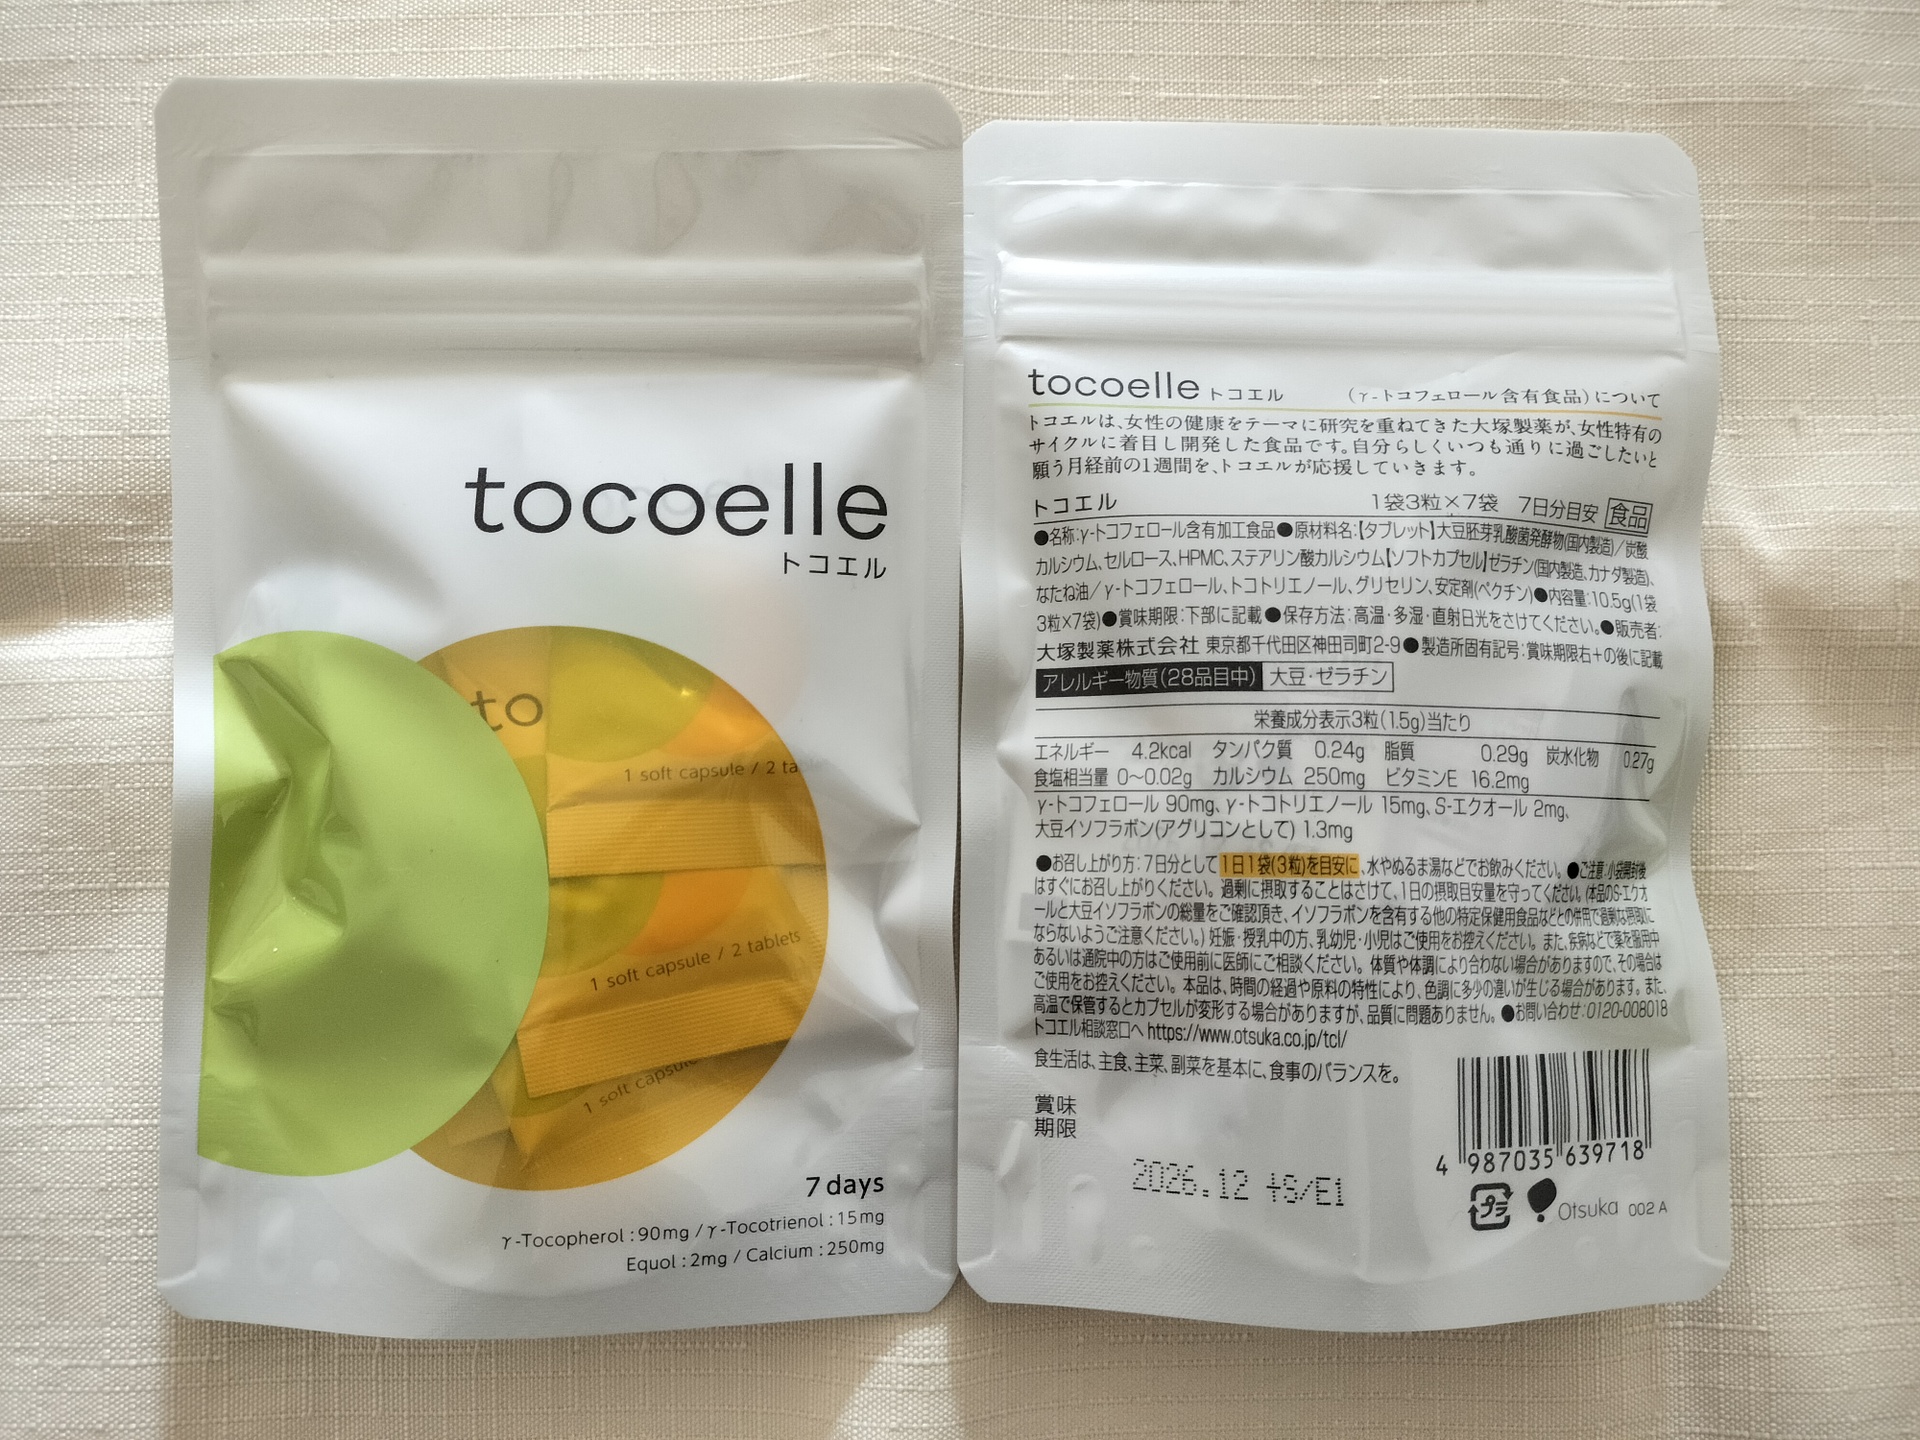 tocoelle
トコエル
to
1 soft capsule / 2 ta
1 soft capsule / 2 tablets
1 soft capsule
7 days
γ-Tocopherol : 90mg / γ-Tocotrienol : 15mg
Equol : 2mg / Calcium : 250mg
tocoelle トコエル (γ-トコフェロール含有食品)について
トコエルは、女性の健康をテーマに研究を重ねてきた大塚製薬が、女性特有の
サイクルに着目し開発した食品です。自分らしくいつも通りに過ごしたいと
願う月経前の1週間を、トコエルが応援していきます。
トコエル 1袋3粒×7袋 7日分目安 食品
●名称:γ-トコフェロール含有加工食品●原材料名:【タブレット】大豆胚芽乳酸菌発酵物(国内製造)/炭酸
カルシウム、セルロース、HPMC、ステアリン酸カルシウム【ソフトカプセル】ゼラチン(国内製造、カナダ製造)、
なたね油/γ-トコフェロール、トコトリエノール、グリセリン、安定剤(ペクチン)●内容量:10.5g(1袋
3粒×7袋)●賞味期限:下部に記載●保存方法:高温・多湿・直射日光をさけてください。●販売者:
大塚製薬株式会社 東京都千代田区神田司町2-9●製造所固有記号:賞味期限右+の後に記載
アレルギー物質(28品目中) 大豆・ゼラチン
栄養成分表示3粒(1.5g)当たり
エネルギー 4.2kcal タンパク質 0.24g 脂質 0.29g 炭水化物 0.27g
食塩相当量 0～0.02g カルシウム 250mg ビタミンE 16.2mg
γ-トコフェロール 90mg、γ-トコトリエノール 15mg、S-エクオール 2mg、
大豆イソフラボン(アグリコンとして) 1.3mg
●お召し上がり方:7日分として1日1袋(3粒)を目安に、水やぬるま湯などでお飲みください。●ご注意:小袋開封後
はすぐにお召し上がりください。過剰に摂取することはさけて、1日の摂取目安量を守ってください。(本品のS-エクオ
ールと大豆イソフラボンの総量をご確認頂き、イソフラボンを含有する他の特定保健用食品などとの併用で過剰な摂取に
ならないようご注意ください。)妊娠・授乳中の方、乳幼児・小児はご使用をお控えください。また、疾病などで薬を服用中
あるいは通院中の方はご使用前に医師にご相談ください。体質や体調により合わない場合がありますので、その場合は
ご使用をお控えください。本品は、時間の経過や原料の特性により、色調に多少の違いが生じる場合があります。また、
高温で保管するとカプセルが変形する場合がありますが、品質に問題ありません。●お問い合わせ:0120-008018
トコエル相談窓口へ https://www.otsuka.co.jp/tcl/
食生活は、主食、主菜、副菜を基本に、食事のバランスを。
賞味
期限
2026.12 +S/E1
4 987035 639718
プラ Otsuka 002 A